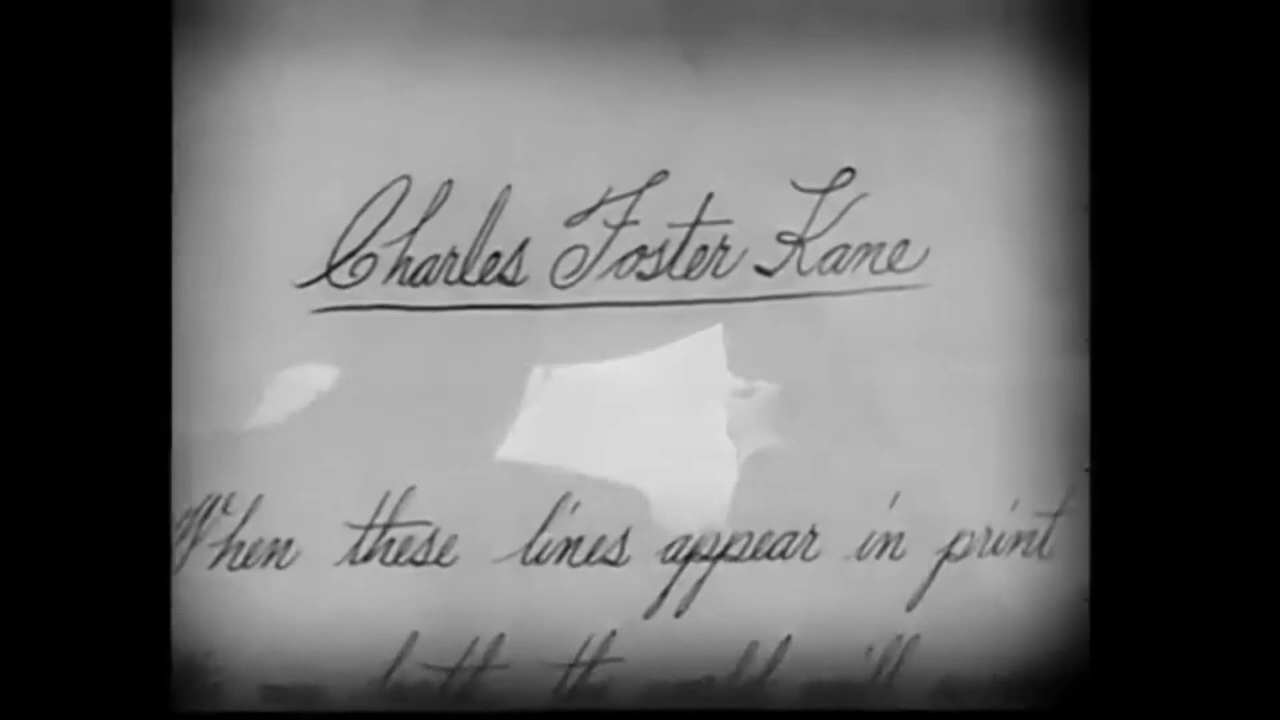 Charles Foster Kane
When these lines appear in print